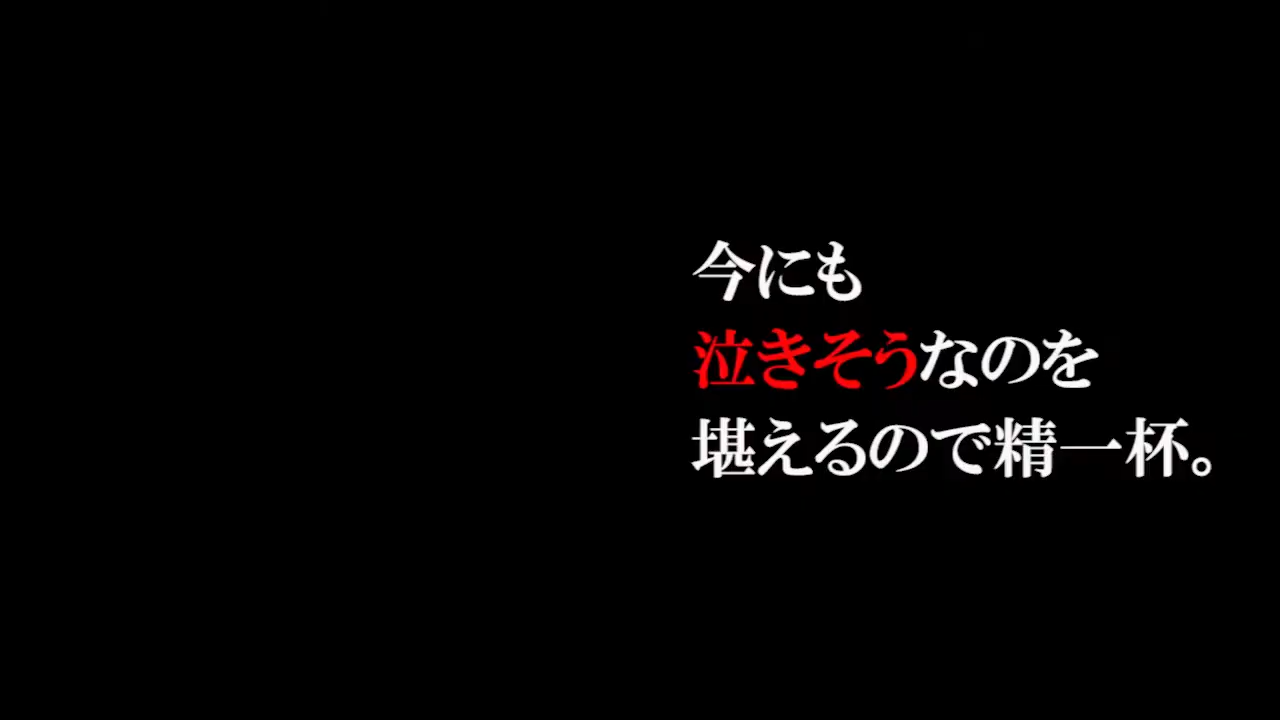 今にも
泣きそうなのを
堪えるので精一杯。